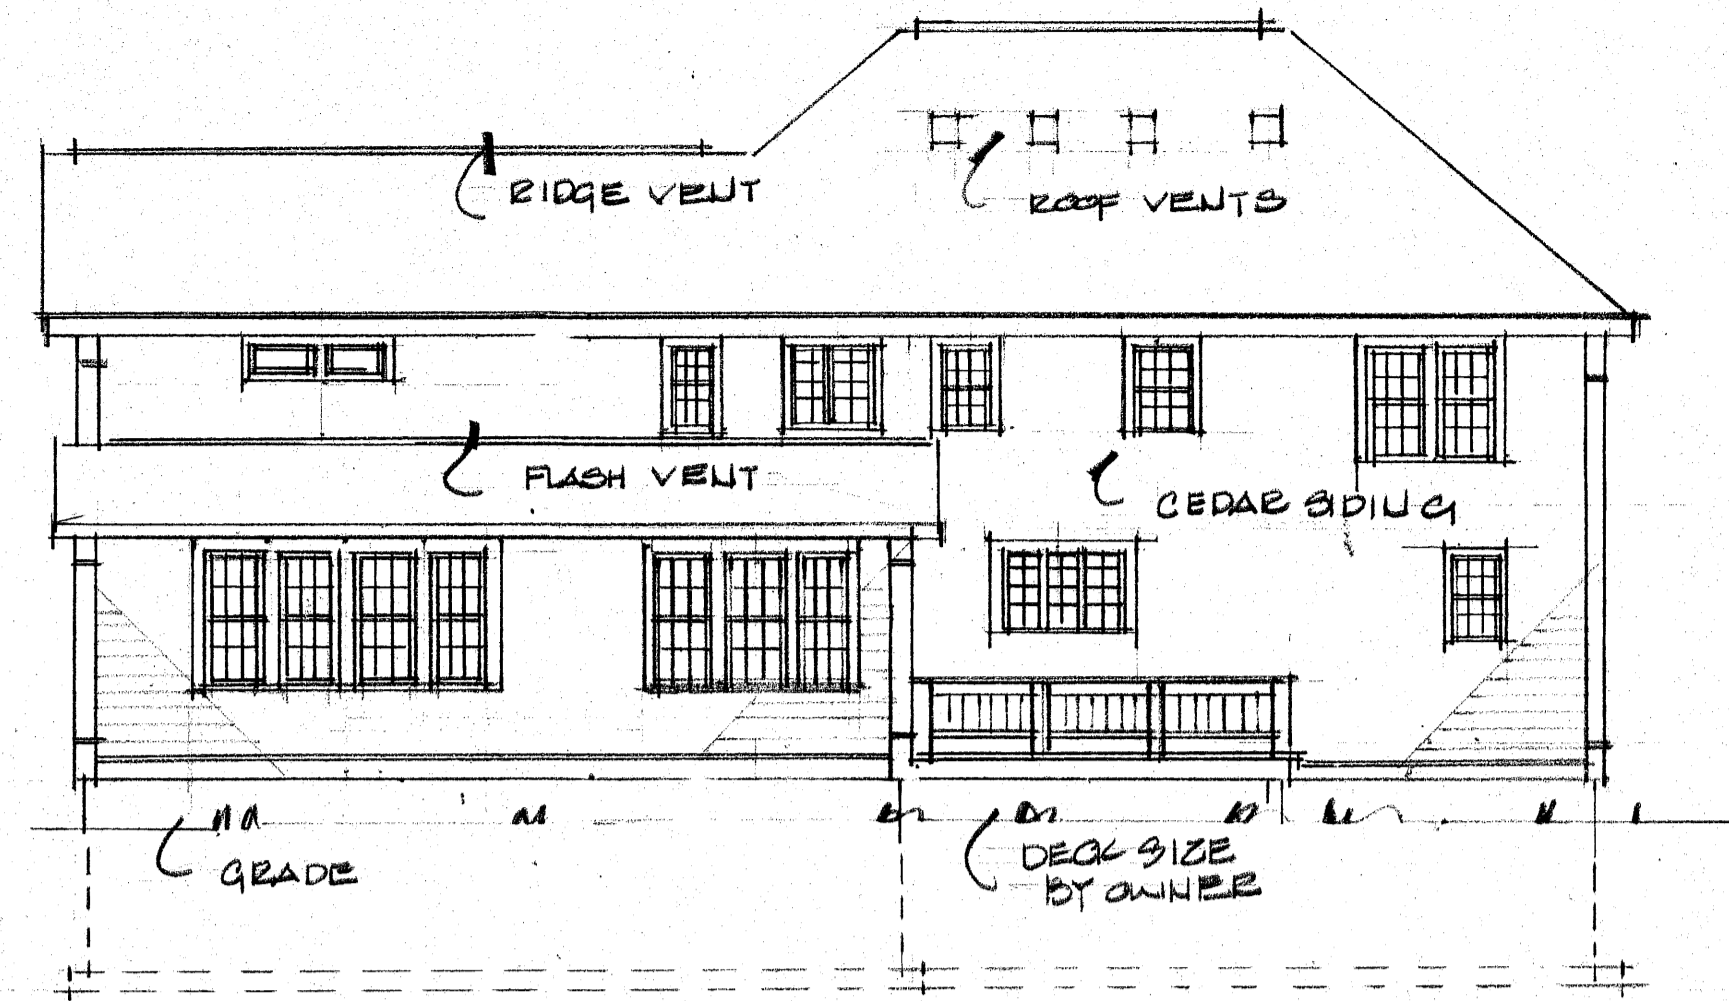 RIDGE VENT
ROOF VENTS
FLASH VENT
CEDAR SIDING
GRADE
DECK SIZE
BY OWNER